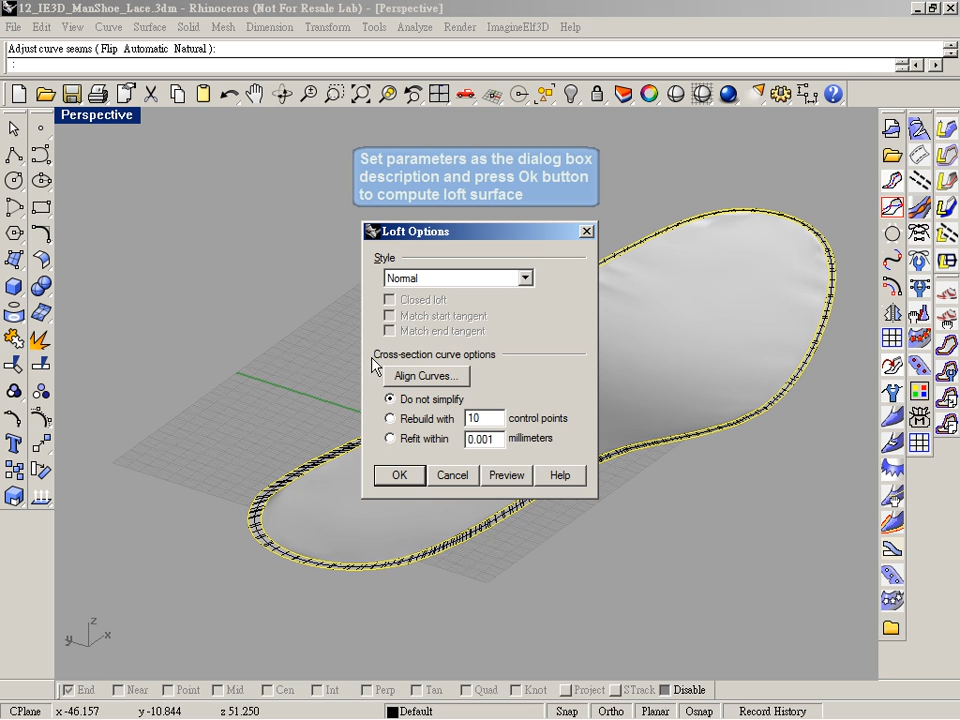 12_IE3D_ManShoe_Lace.3dm - Rhinoceros (Not For Resale Lab) - [Perspective]
File Edit View Curve Surface Solid Mesh Dimension Transform Tools Analyze Render ImagineElf3D Help
Adjust curve seams ( Flip Automatic Natural ):
:
Perspective
Set parameters as the dialog box
description and press Ok button
to compute loft surface
Loft Options
Style
Normal
Closed loft
Match start tangent
Match end tangent
Cross-section curve options
Align Curves...
Do not simplify
Rebuild with 10 control points
Refit within 0.001 millimeters
OK Cancel Preview Help
z
y x
End Near Point Mid Cen Int Perp Tan Quad Knot Project STrack Disable
CPlane x -46.157 y -10.844 z 51.250 Default Snap Ortho Planar Osnap Record History